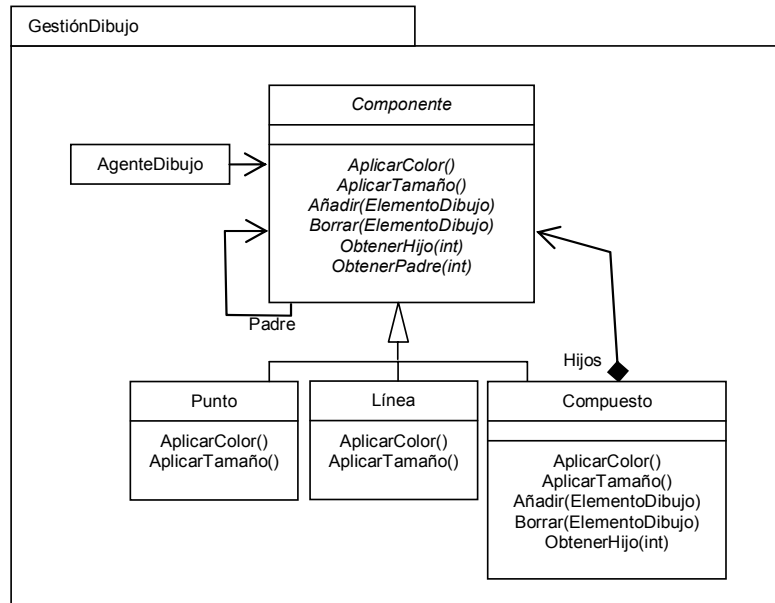 GestiónDibujo
Componente
AgenteDibujo
AplicarColor()
AplicarTamaño()
Añadir(ElementoDibujo)
Borrar(ElementoDibujo)
ObtenerHijo(int)
ObtenerPadre(int)
Padre
Hijos
Punto
AplicarColor()
AplicarTamaño()
Línea
AplicarColor()
AplicarTamaño()
Compuesto
AplicarColor()
AplicarTamaño()
Añadir(ElementoDibujo)
Borrar(ElementoDibujo)
ObtenerHijo(int)